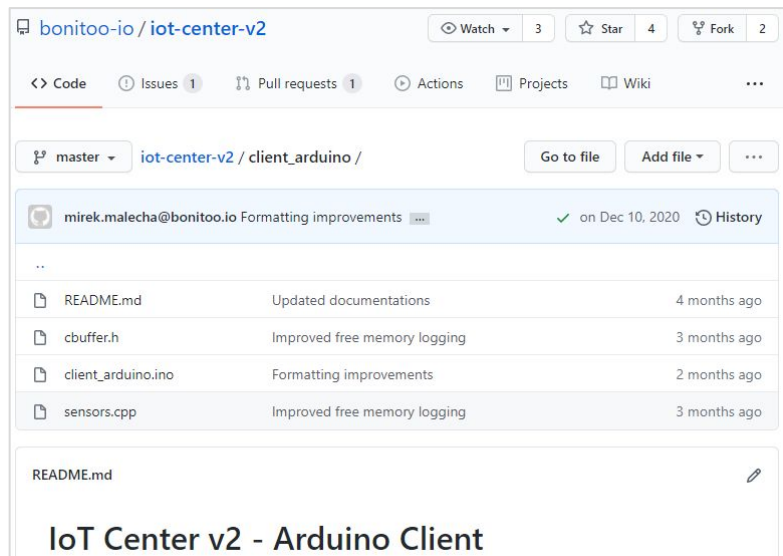 bonitoo-io / iot-center-v2 Watch 3 Star 4 Fork 2
<> Code Issues 1 Pull requests 1 Actions Projects Wiki ...
master iot-center-v2 / client_arduino / Go to file Add file ...
mirek.malecha@bonitoo.io Formatting improvements ... on Dec 10, 2020 History
..
README.md Updated documentations 4 months ago
cbuffer.h Improved free memory logging 3 months ago
client_arduino.ino Formatting improvements 2 months ago
sensors.cpp Improved free memory logging 3 months ago
README.md
IoT Center v2 - Arduino Client